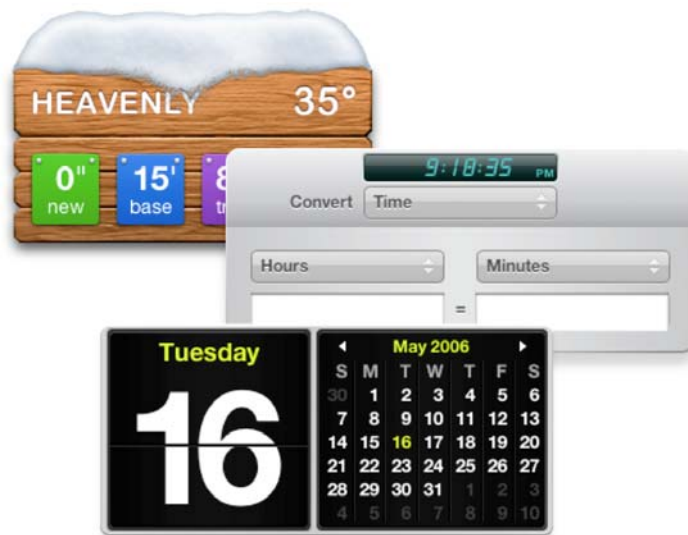 HEAVENLY 35°
0" 15'
new base
9:18:35 PM
Convert Time
Hours Minutes
=
Tuesday
16
May 2006
S M T W T F S
30 1 2 3 4 5 6
7 8 9 10 11 12 13
14 15 16 17 18 19 20
21 22 23 24 25 26 27
28 29 30 31 1 2 3
4 5 6 7 8 9 10